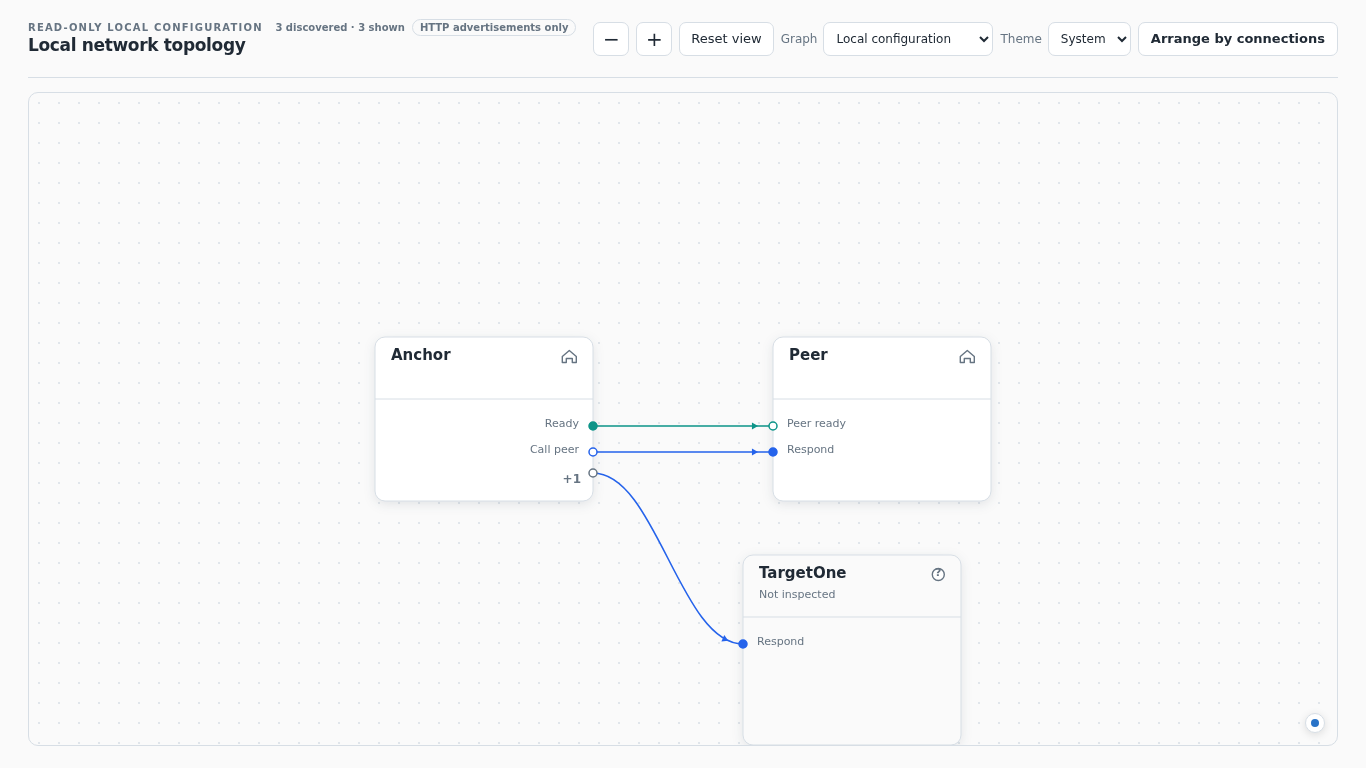 READ-ONLY LOCAL CONFIGURATION 3 discovered · 3 shown HTTP advertisements only
Local network topology
− + Reset view Graph Local configuration Theme System Arrange by connections
Anchor
Ready
Call peer
+1
Peer
Peer ready
Respond
TargetOne
?
Not inspected
Respond